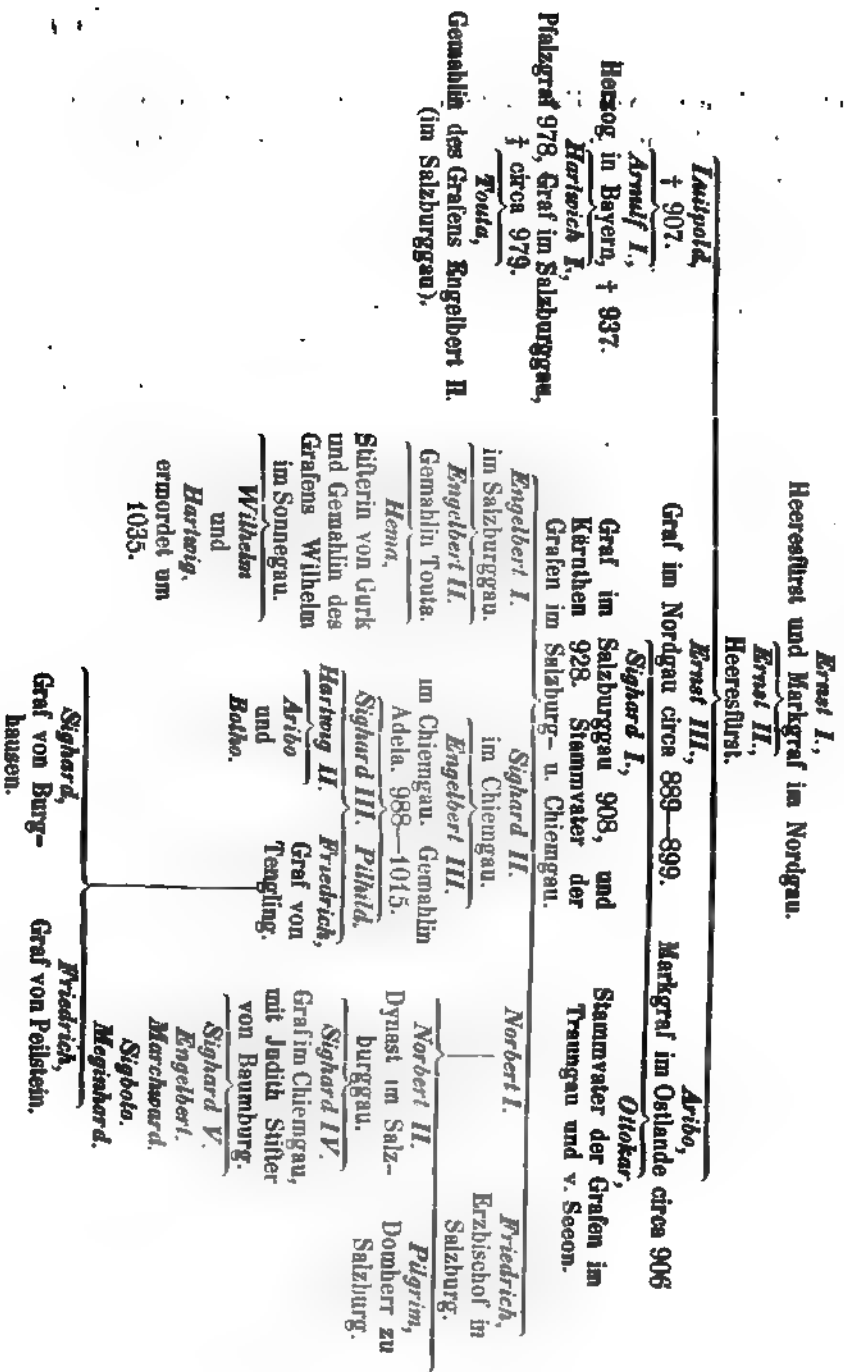 Ernst I.,
Heeresfürst und Markgraf im Nordgau.
Ernst II.,
Heeresfürst.
Luitpold,
† 907.
Ernst III.,
Graf im Nordgau circa 889—899.
Aribo,
Markgraf im Ostlande circa 906
Arnulf I.,
Herzog in Bayern, † 937.
Sighard I.,
Graf im Salzburggau 908, und
Kärnthen 928. Stammvater der
Grafen im Salzburg- u. Chiemgau.
Ottokar,
Stammvater der Grafen im
Traungau und v. Seeon.
Hartwich I.,
Pfalzgraf 978, Graf im Salzburggau,
† circa 979.
Touta,
Gemahlin des Grafens Engelbert II.
(im Salzburggau).
Engelbert I.
im Salzburggau.
Sighard II.
im Chiemgau.
Norbert I.
Friedrich,
Erzbischof in
Salzburg.
Engelbert II.
Gemahlin Touta.
Engelbert III.
im Chiemgau. Gemahlin
Adela. 988—1015.
Norbert II.
Dynast im Salz-
burggau.
Pilgrim,
Domherr zu
Salzburg.
Hema,
Stifterin von Gurk
und Gemahlin des
Grafens Wilhelm
im Sonnegau.
Sighard III. Pilhild.
Sighard IV.
Graf im Chiemgau,
mit Judith Stifter
von Baumburg.
Hartwig II.
Friedrich,
Graf von
Tengling.
Wilhelm
und
Hartwig,
ermordet um
1035.
Aribo
und
Botho.
Sighard V.
Engelbert.
Marchward.
Sigboto.
Meginhard.
Sighard,
Graf von Burg-
hausen.
Friedrich,
Graf von Peilstein.